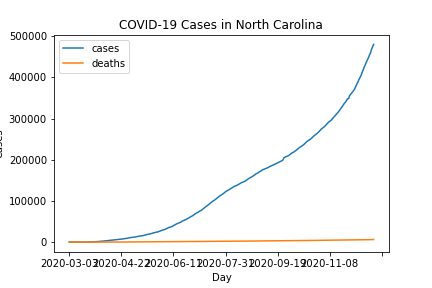 COVID-19 Cases in North Carolina
500000
cases
deaths
400000
300000
200000
100000
0
Cases
2020-03-03 2020-04-22 2020-06-11 2020-07-31 2020-09-19 2020-11-08
Day